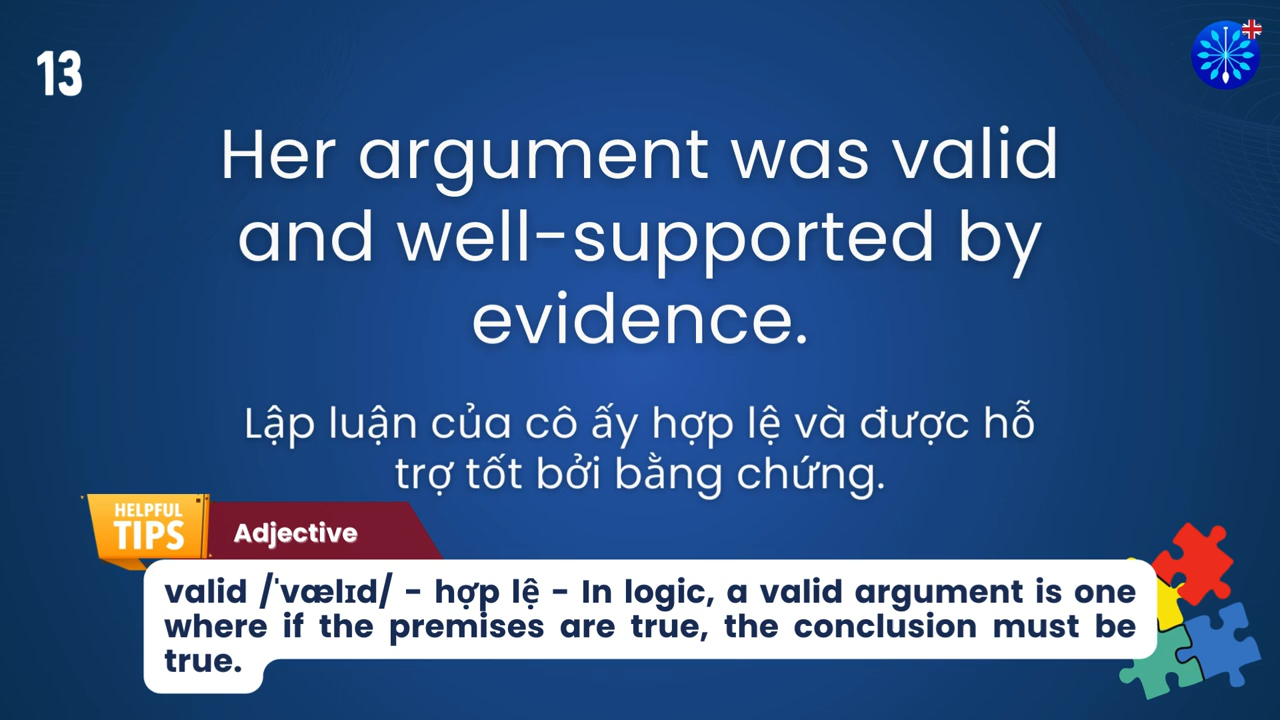 13
Her argument was valid
and well-supported by
evidence.
Lập luận của cô ấy hợp lệ và được hỗ
trợ tốt bởi bằng chứng.
HELPFUL
TIPS
Adjective
valid /ˈvælɪd/ - hợp lệ - In logic, a valid argument is one
where if the premises are true, the conclusion must be
true.